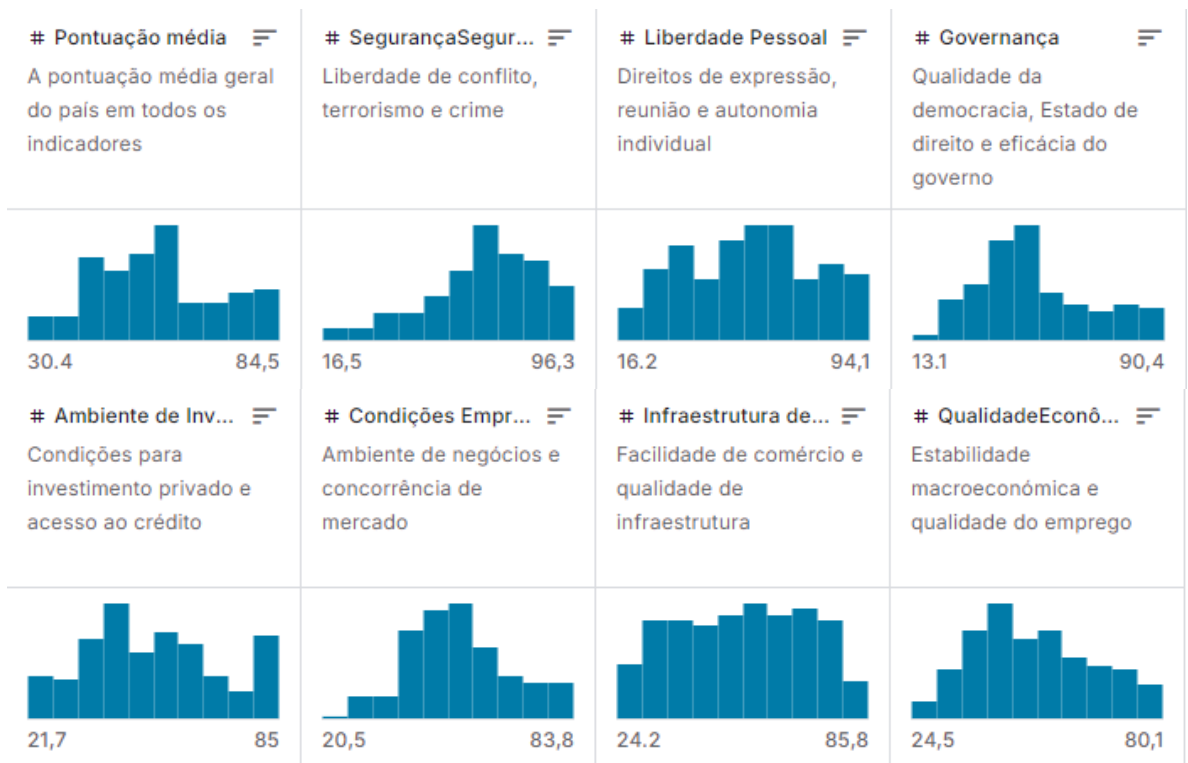 # Pontuação média
A pontuação média geral
do país em todos os
indicadores
30.4 84,5
# SegurançaSegur...
Liberdade de conflito,
terrorismo e crime
16,5 96,3
# Liberdade Pessoal
Direitos de expressão,
reunião e autonomia
individual
16.2 94,1
# Governança
Qualidade da
democracia, Estado de
direito e eficácia do
governo
13.1 90,4
# Ambiente de Inv...
Condições para
investimento privado e
acesso ao crédito
21,7 85
# Condições Empr...
Ambiente de negócios e
concorrência de
mercado
20,5 83,8
# Infraestrutura de...
Facilidade de comércio e
qualidade de
infraestrutura
24.2 85,8
# QualidadeEconô...
Estabilidade
macroeconómica e
qualidade do emprego
24,5 80,1